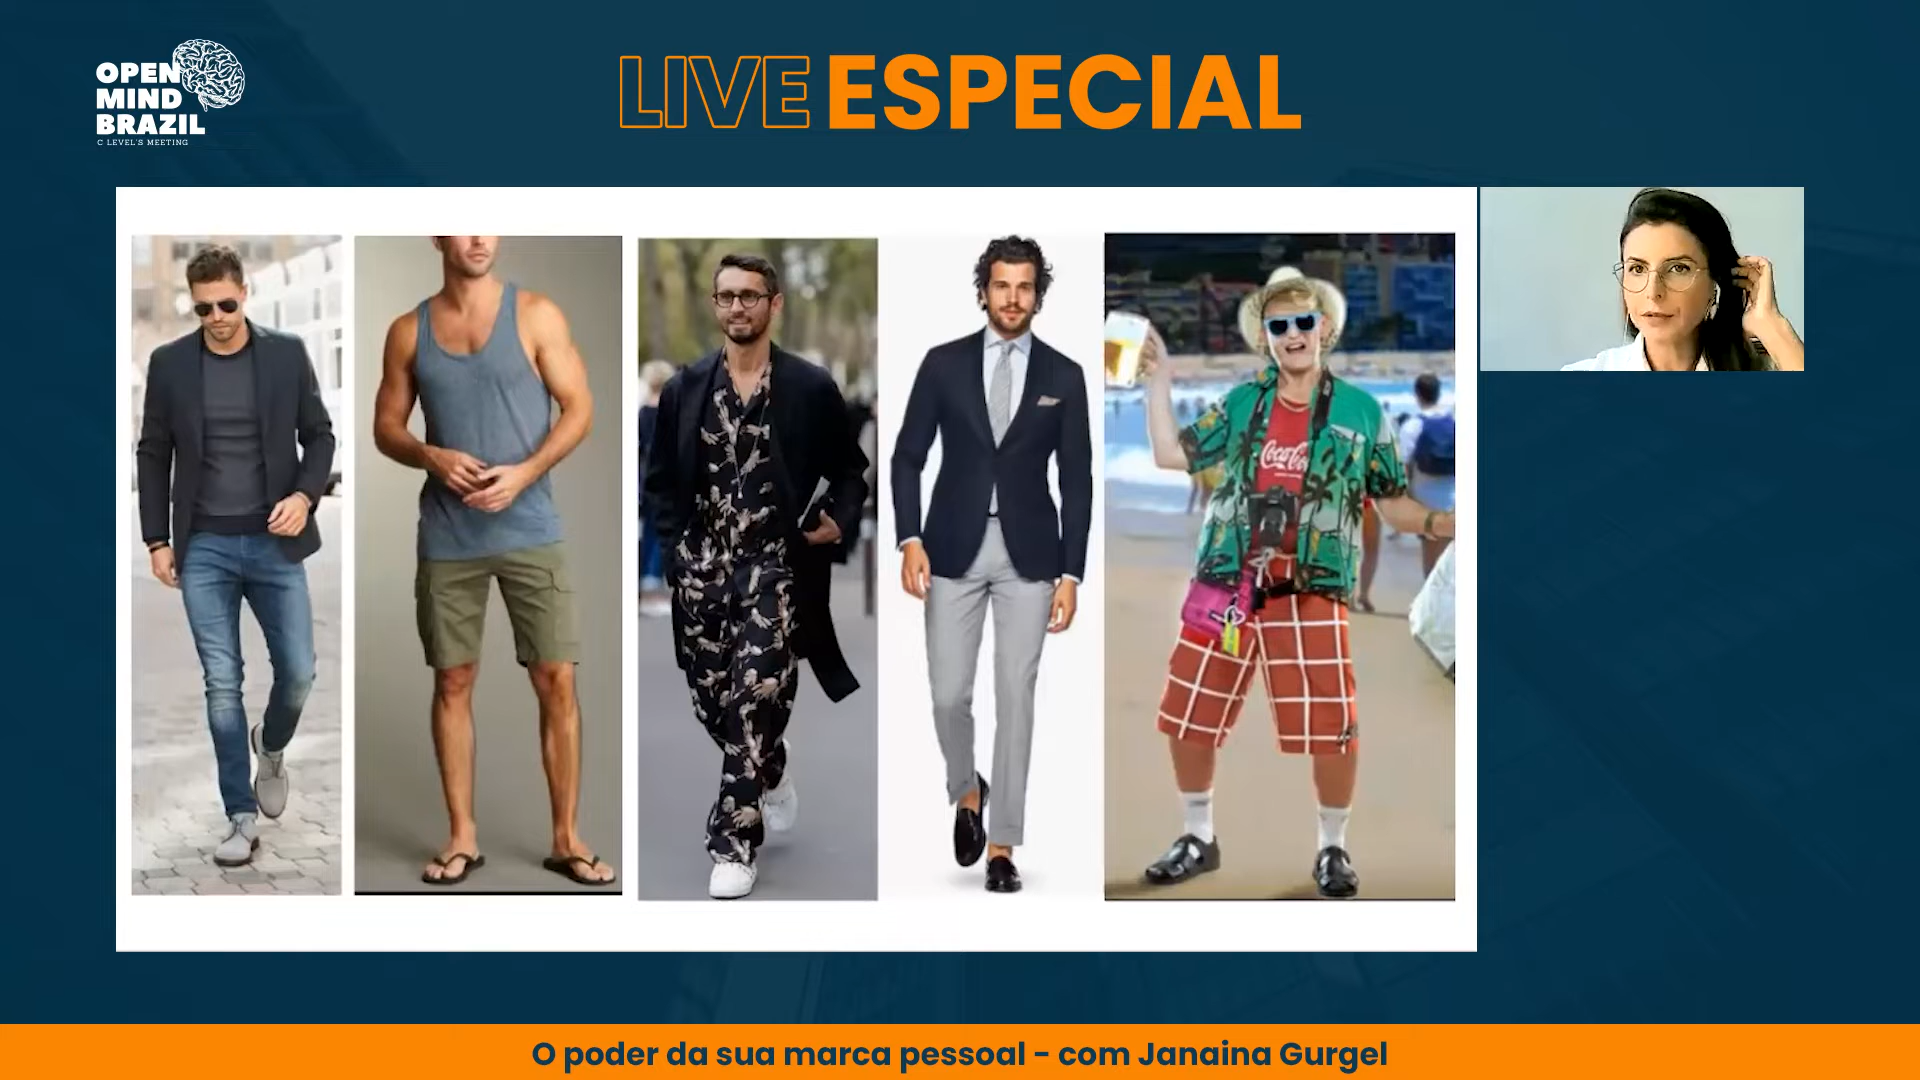 OPEN
MIND
BRAZIL
C LEVEL'S MEETING
LIVE ESPECIAL
Coca-Cola
O poder da sua marca pessoal - com Janaina Gurgel